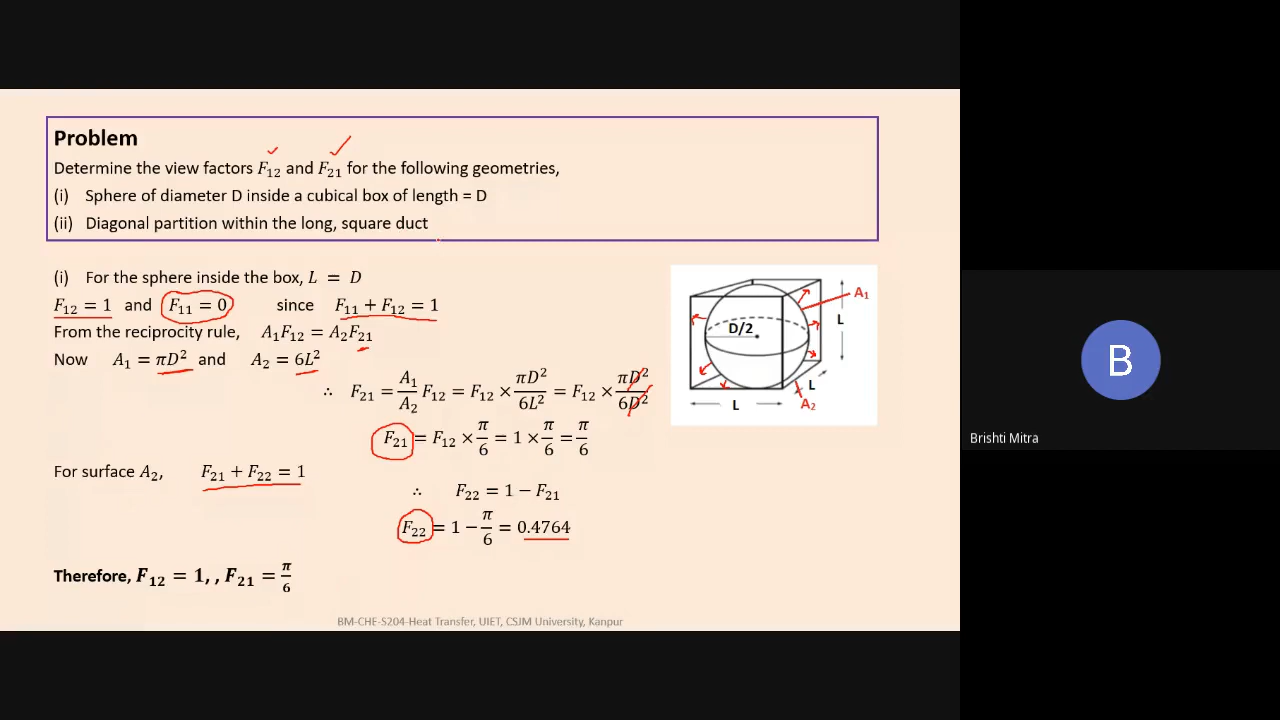 Problem
Determine the view factors F₁₂ and F₂₁ for the following geometries,
(i) Sphere of diameter D inside a cubical box of length = D
(ii) Diagonal partition within the long, square duct
(i) For the sphere inside the box, L = D
F₁₂ = 1 and F₁₁ = 0 since F₁₁ + F₁₂ = 1
From the reciprocity rule, A₁F₁₂ = A₂F₂₁
Now A₁ = πD² and A₂ = 6L²
∴ F₂₁ = A₁/A₂ F₁₂ = F₁₂ × πD²/6L² = F₁₂ × πD²/6D²
F₂₁ = F₁₂ × π/6 = 1 × π/6 = π/6
For surface A₂, F₂₁ + F₂₂ = 1
∴ F₂₂ = 1 − F₂₁
F₂₂ = 1 − π/6 = 0.4764
Therefore, F₁₂ = 1, , F₂₁ = π/6
A₁
L
D/2
L
L
A₂
BM-CHE-S204-Heat Transfer, UIET, CSJM University, Kanpur
B
Brishti Mitra